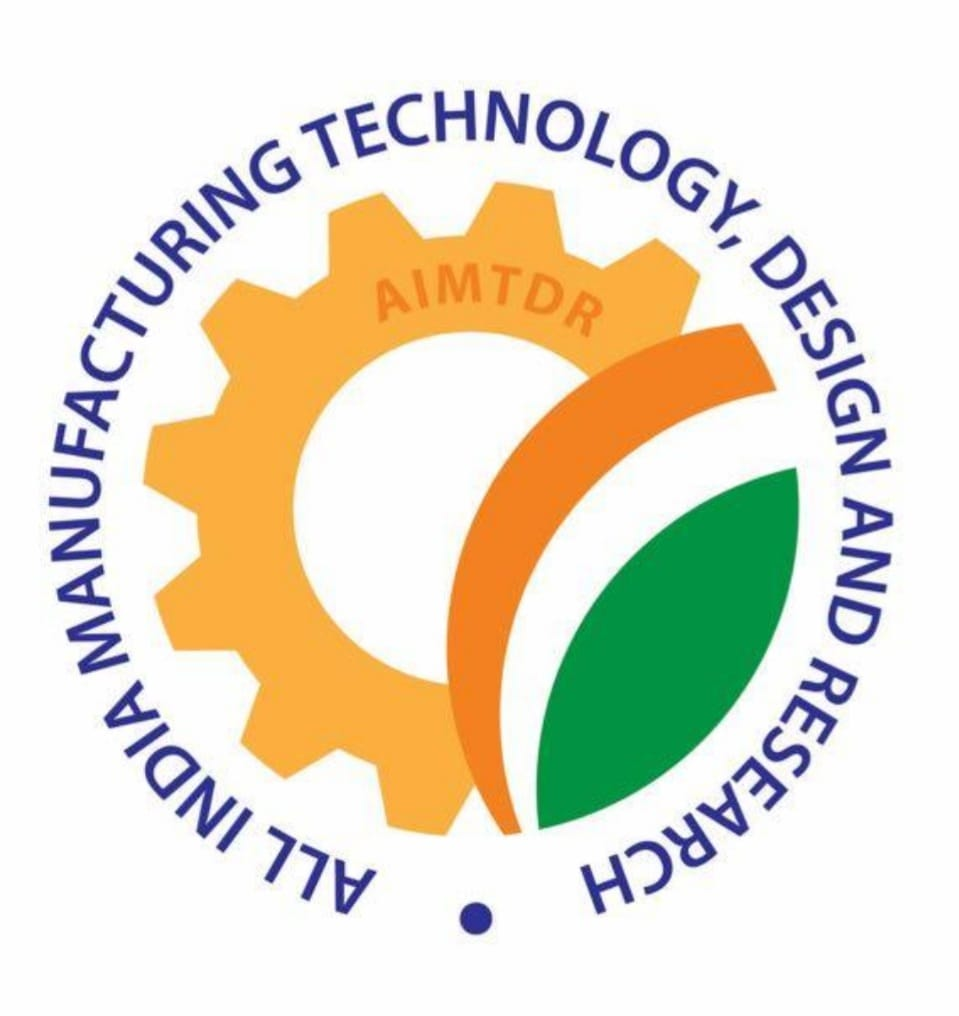 ALL INDIA MANUFACTURING TECHNOLOGY, DESIGN AND RESEARCH
AIMTDR